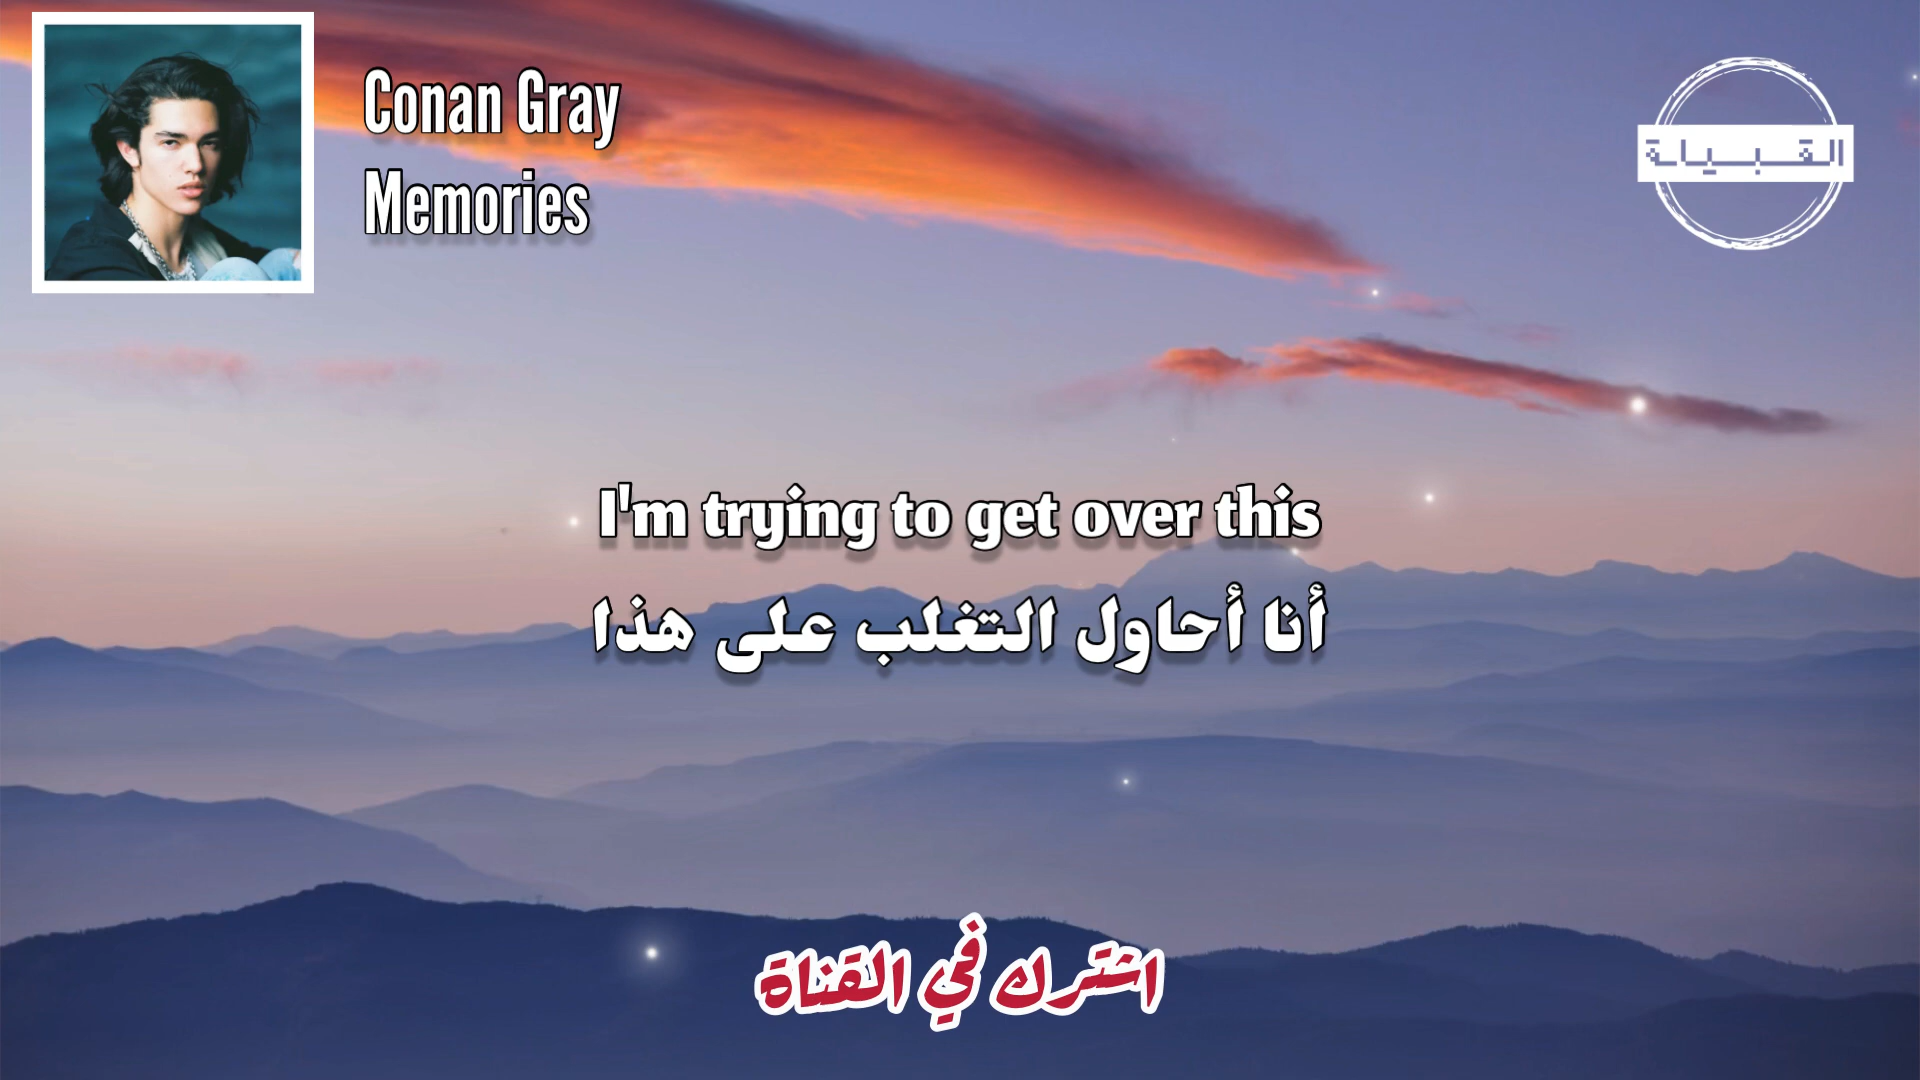 Conan Gray
Memories
القبيلة
I'm trying to get over this
أنا أحاول التغلب على هذا
اشترك في القناة